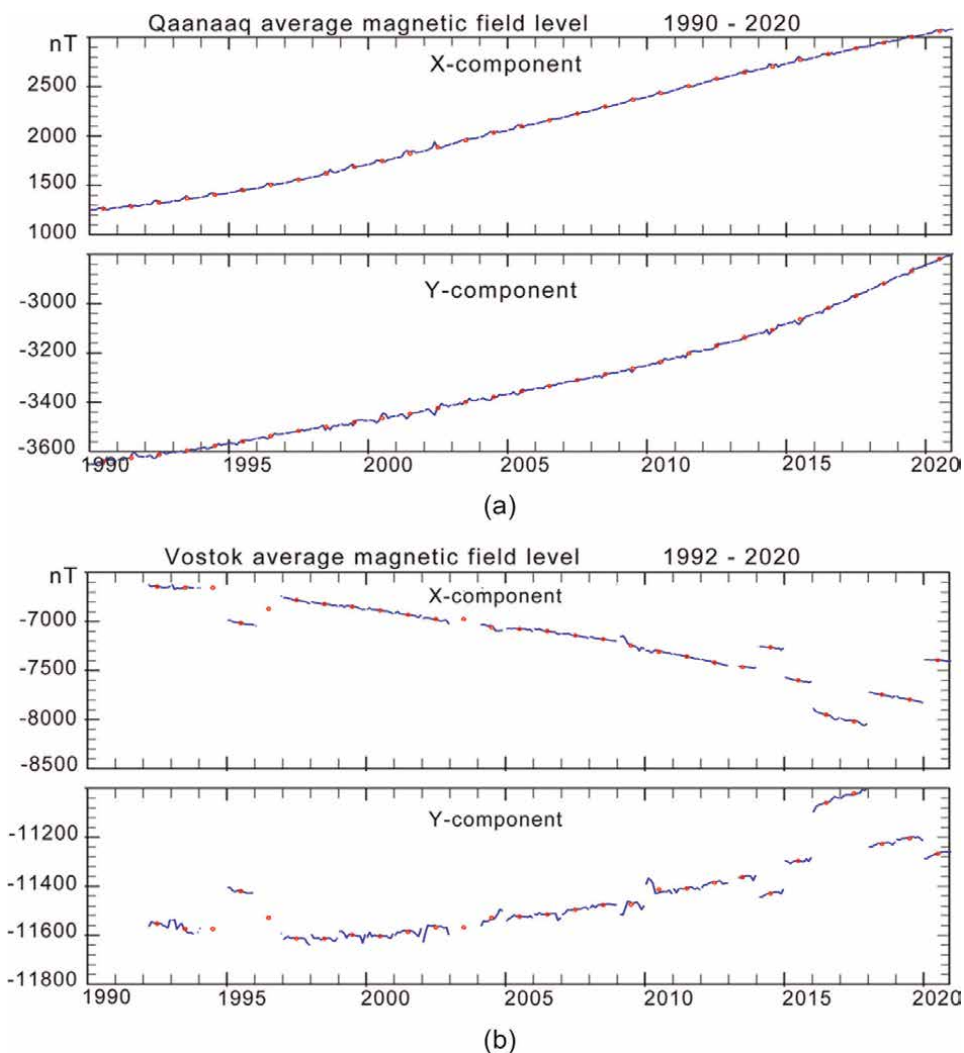 Qaanaaq average magnetic field level 1990 - 2020
nT
X-component
2500
2000
1500
1000
Y-component
-3000
-3200
-3400
-3600
1990 1995 2000 2005 2010 2015 2020
(a)
Vostok average magnetic field level 1992 - 2020
nT
X-component
-7000
-7500
-8000
-8500
Y-component
-11200
-11400
-11600
-11800
1990 1995 2000 2005 2010 2015 2020
(b)